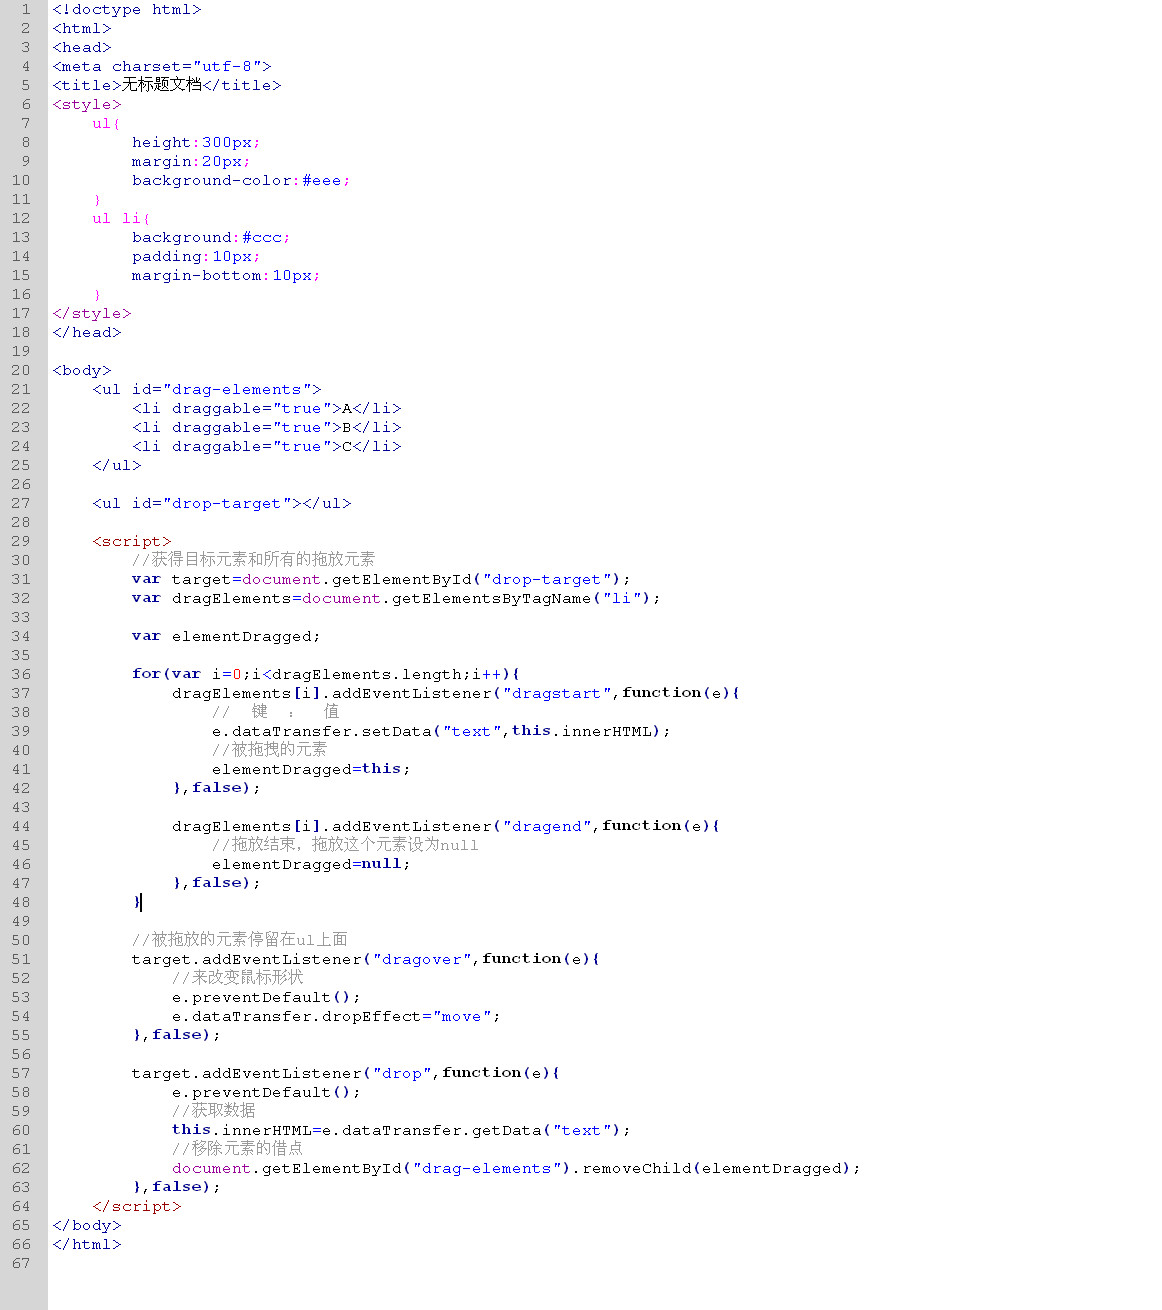 1 <!doctype html>
2 <html>
3 <head>
4 <meta charset="utf-8">
5 <title>无标题文档</title>
6 <style>
7     ul{
8         height:300px;
9         margin:20px;
10         background-color:#eee;
11     }
12     ul li{
13         background:#ccc;
14         padding:10px;
15         margin-bottom:10px;
16     }
17 </style>
18 </head>
19
20 <body>
21     <ul id="drag-elements">
22         <li draggable="true">A</li>
23         <li draggable="true">B</li>
24         <li draggable="true">C</li>
25     </ul>
26
27     <ul id="drop-target"></ul>
28
29     <script>
30         //获得目标元素和所有的拖放元素
31         var target=document.getElementById("drop-target");
32         var dragElements=document.getElementsByTagName("li");
33
34         var elementDragged;
35
36         for(var i=0;i<dragElements.length;i++){
37             dragElements[i].addEventListener("dragstart",function(e){
38                 //  键  :  值
39                 e.dataTransfer.setData("text",this.innerHTML);
40                 //被拖拽的元素
41                 elementDragged=this;
42             },false);
43
44             dragElements[i].addEventListener("dragend",function(e){
45                 //拖放结束，拖放这个元素设为null
46                 elementDragged=null;
47             },false);
48         }
49
50         //被拖放的元素停留在ul上面
51         target.addEventListener("dragover",function(e){
52             //来改变鼠标形状
53             e.preventDefault();
54             e.dataTransfer.dropEffect="move";
55         },false);
56
57         target.addEventListener("drop",function(e){
58             e.preventDefault();
59             //获取数据
60             this.innerHTML=e.dataTransfer.getData("text");
61             //移除元素的借点
62             document.getElementById("drag-elements").removeChild(elementDragged);
63         },false);
64     </script>
65 </body>
66 </html>
67